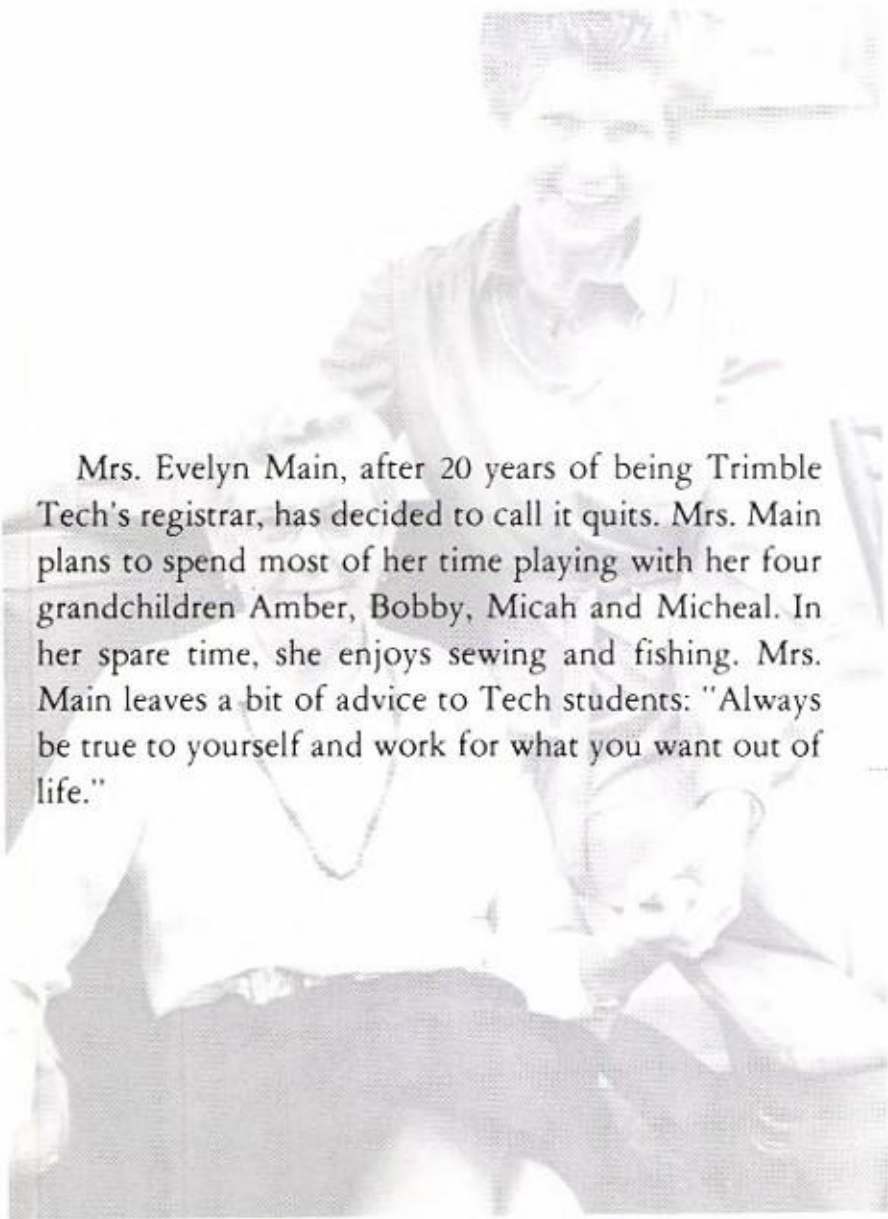 Mrs. Evelyn Main, after 20 years of being Trimble
Tech's registrar, has decided to call it quits. Mrs. Main
plans to spend most of her time playing with her four
grandchildren Amber, Bobby, Micah and Micheal. In
her spare time, she enjoys sewing and fishing. Mrs.
Main leaves a bit of advice to Tech students: "Always
be true to yourself and work for what you want out of
life."